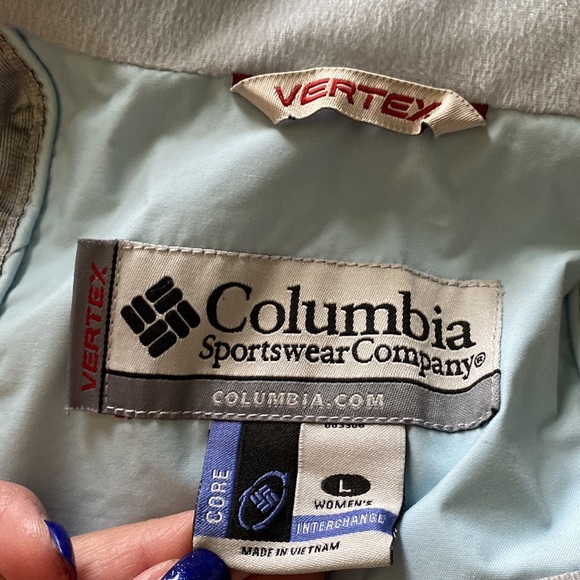 VERTEX
VERTEX
Columbia
Sportswear Company®
COLUMBIA.COM
CORE
L
WOMEN'S
INTERCHANGE
MADE IN VIETNAM